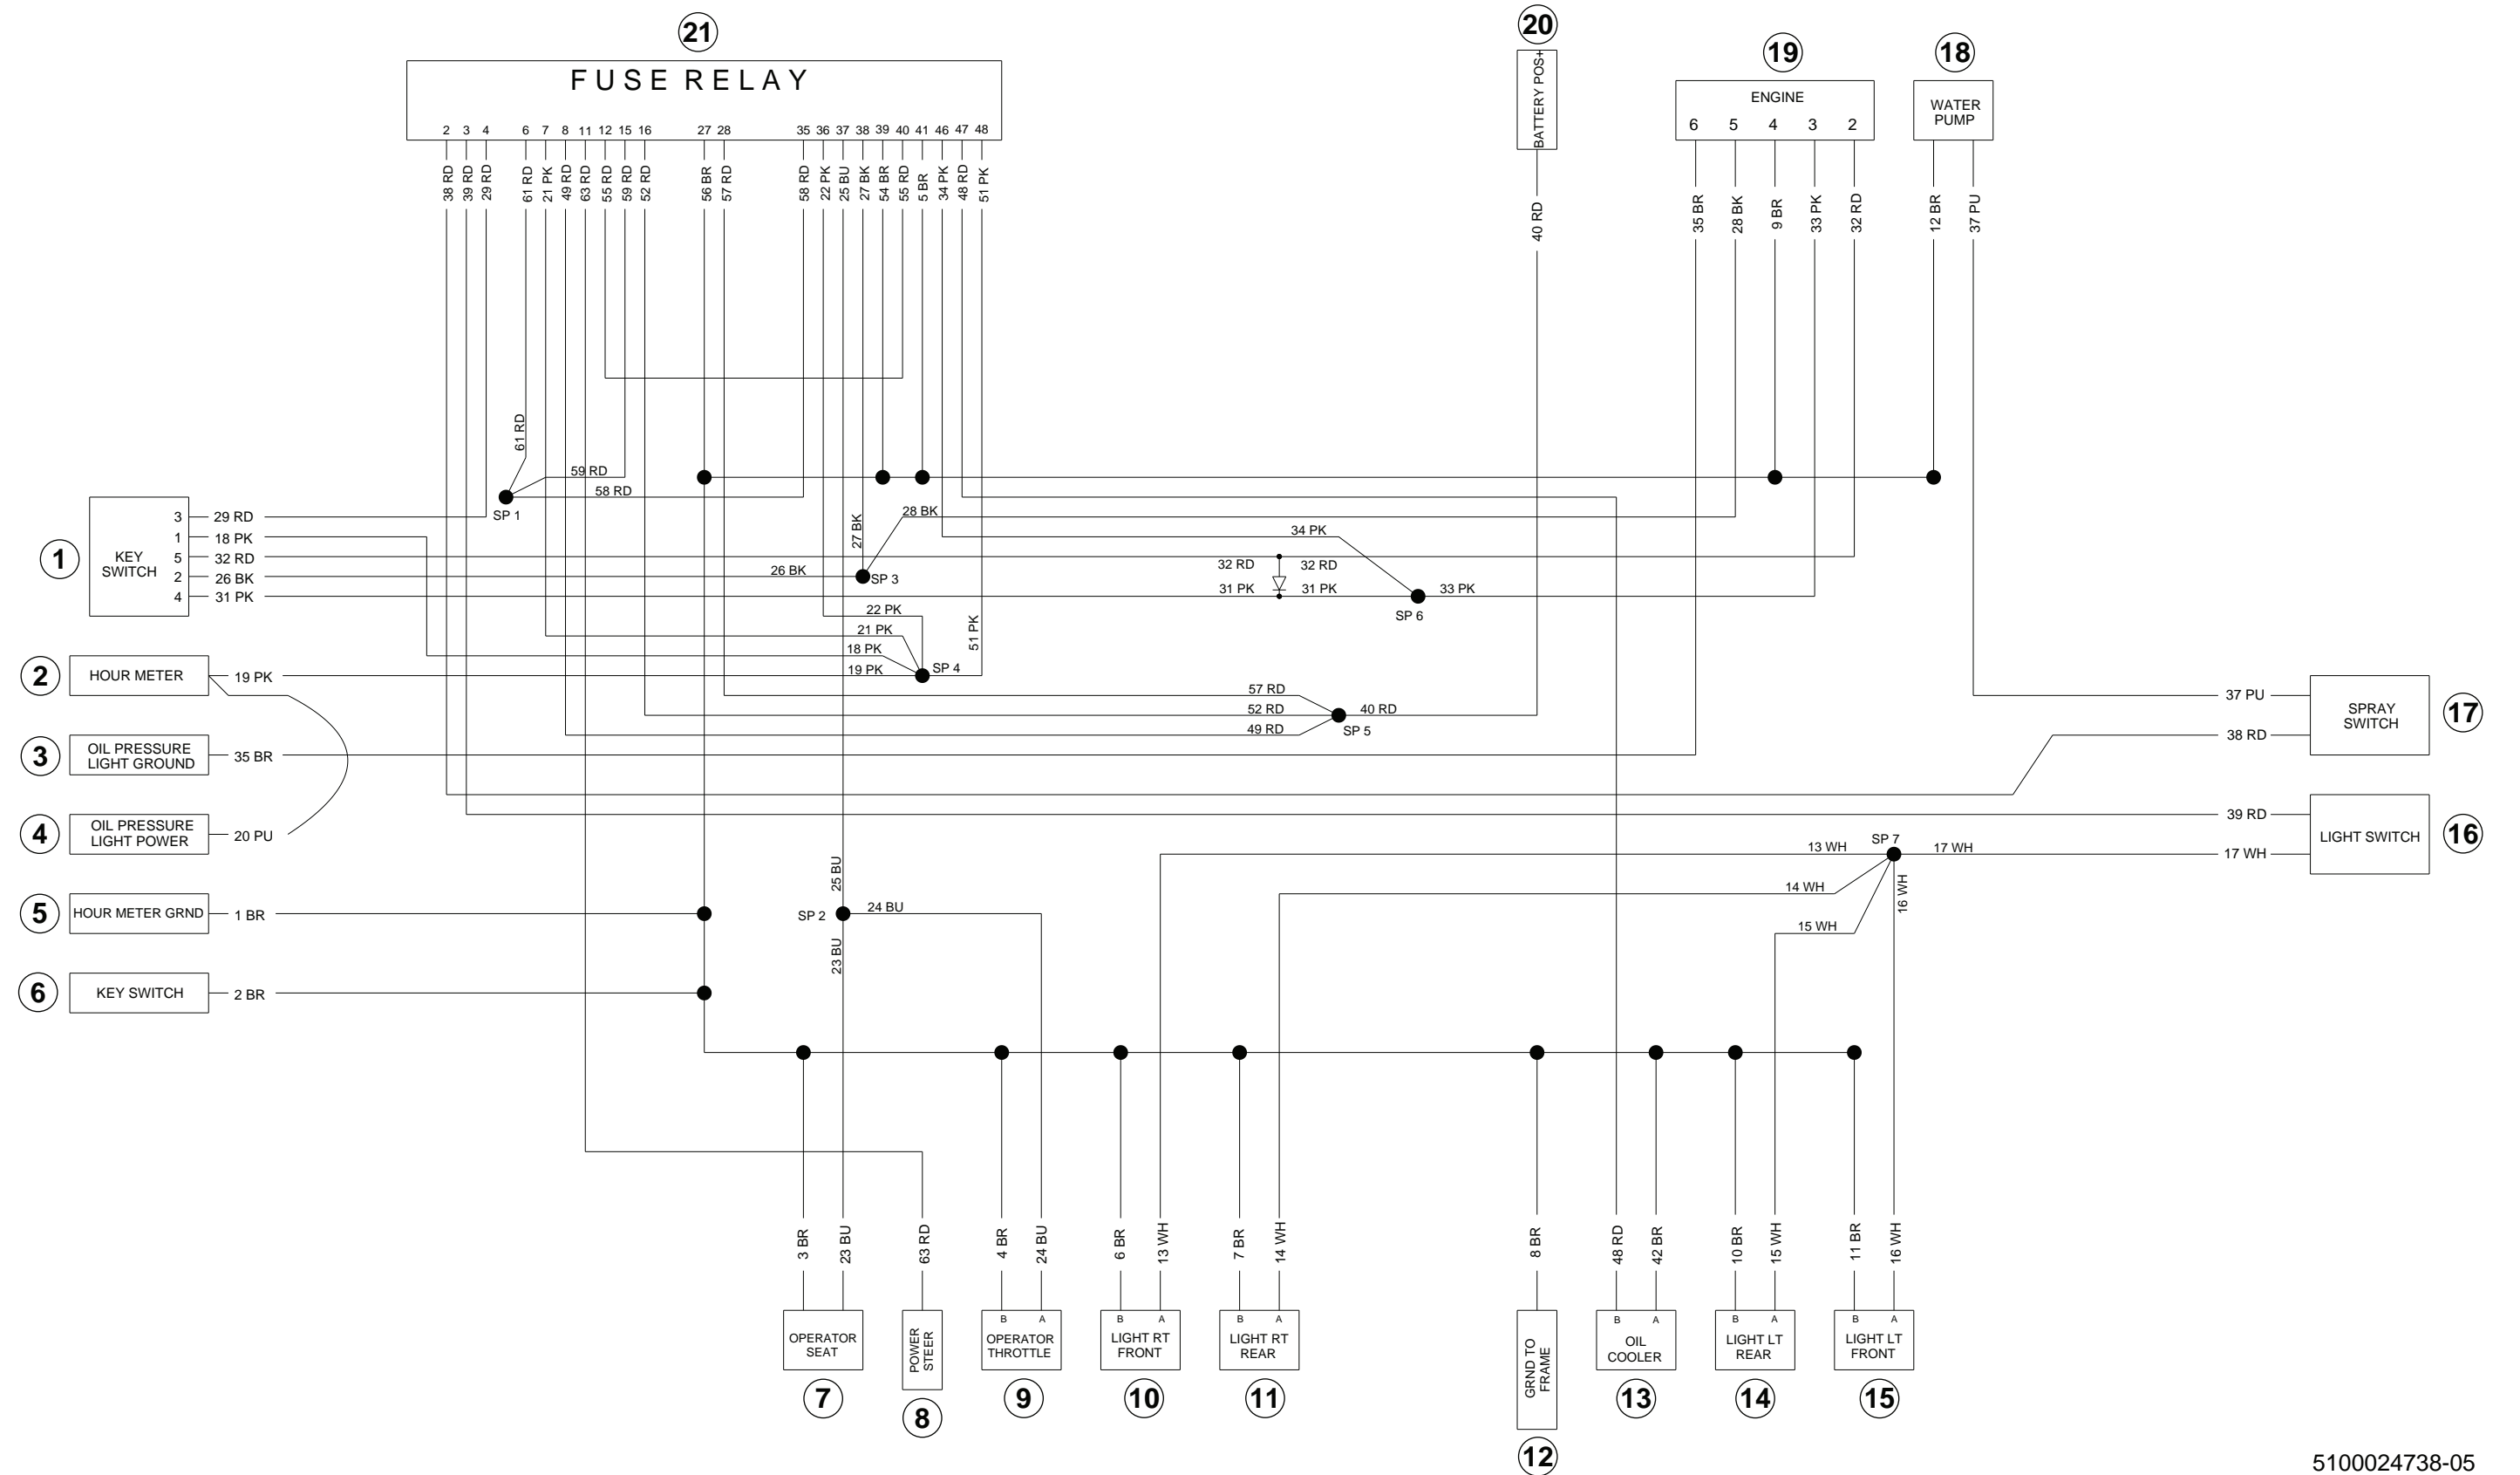 21
20
19
18
FUSE RELAY
BATTERY POS+
ENGINE
WATER
PUMP
6 5 4 3 2
2 3 4 6 7 8 11 12 15 16 27 28 35 36 37 38 39 40 41 46 47 48
38 RD
39 RD
29 RD
61 RD
21 PK
49 RD
63 RD
55 RD
59 RD
52 RD
56 BR
57 RD
58 RD
22 PK
25 BU
27 BK
54 BR
55 RD
5 BR
34 PK
48 RD
51 PK
40 RD
35 BR
28 BK
9 BR
33 PK
32 RD
12 BR
37 PU
61 RD
59 RD
58 RD
SP 1
1
KEY
SWITCH
3 29 RD
1 18 PK
5 32 RD
2 26 BK
4 31 PK
27 BK
28 BK
26 BK
SP 3
34 PK
32 RD
32 RD
31 PK
31 PK
33 PK
SP 6
22 PK
21 PK
18 PK
19 PK
SP 4
51 PK
2
HOUR METER
19 PK
57 RD
52 RD
49 RD
40 RD
SP 5
37 PU
38 RD
SPRAY
SWITCH
17
3
OIL PRESSURE
LIGHT GROUND
35 BR
4
OIL PRESSURE
LIGHT POWER
20 PU
39 RD
17 WH
LIGHT SWITCH
16
SP 7
13 WH
17 WH
14 WH
16 WH
15 WH
5
HOUR METER GRND
1 BR
25 BU
SP 2
24 BU
23 BU
6
KEY SWITCH
2 BR
3 BR
23 BU
63 RD
4 BR
24 BU
6 BR
13 WH
7 BR
14 WH
8 BR
48 RD
42 BR
10 BR
15 WH
11 BR
16 WH
OPERATOR
SEAT
7
POWER
STEER
8
B A
OPERATOR
THROTTLE
9
B A
LIGHT RT
FRONT
10
B A
LIGHT RT
REAR
11
GRND TO
FRAME
12
B A
OIL
COOLER
13
B A
LIGHT LT
REAR
14
B A
LIGHT LT
FRONT
15
5100024738-05